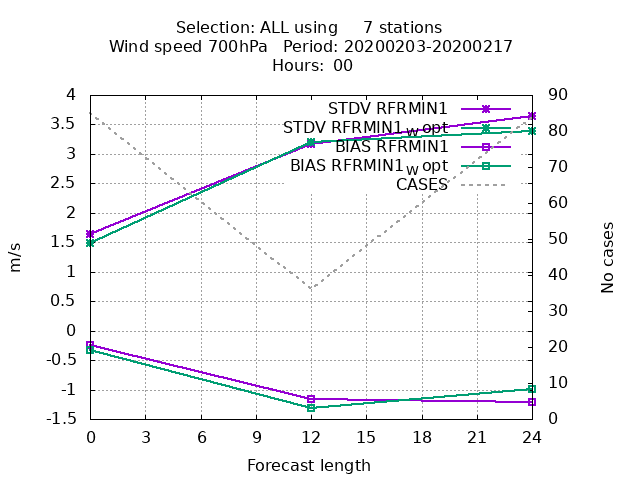 Selection: ALL using 7 stations
Wind speed 700hPa Period: 20200203-20200217
Hours: 00
4
3.5
3
2.5
2
1.5
1
0.5
0
-0.5
-1
-1.5
m/s
STDV RFRMIN1
STDV RFRMIN1w opt
BIAS RFRMIN1
BIAS RFRMIN1w opt
CASES
90
80
70
60
50
40
30
20
10
0
No cases
0 3 6 9 12 15 18 21 24
Forecast length